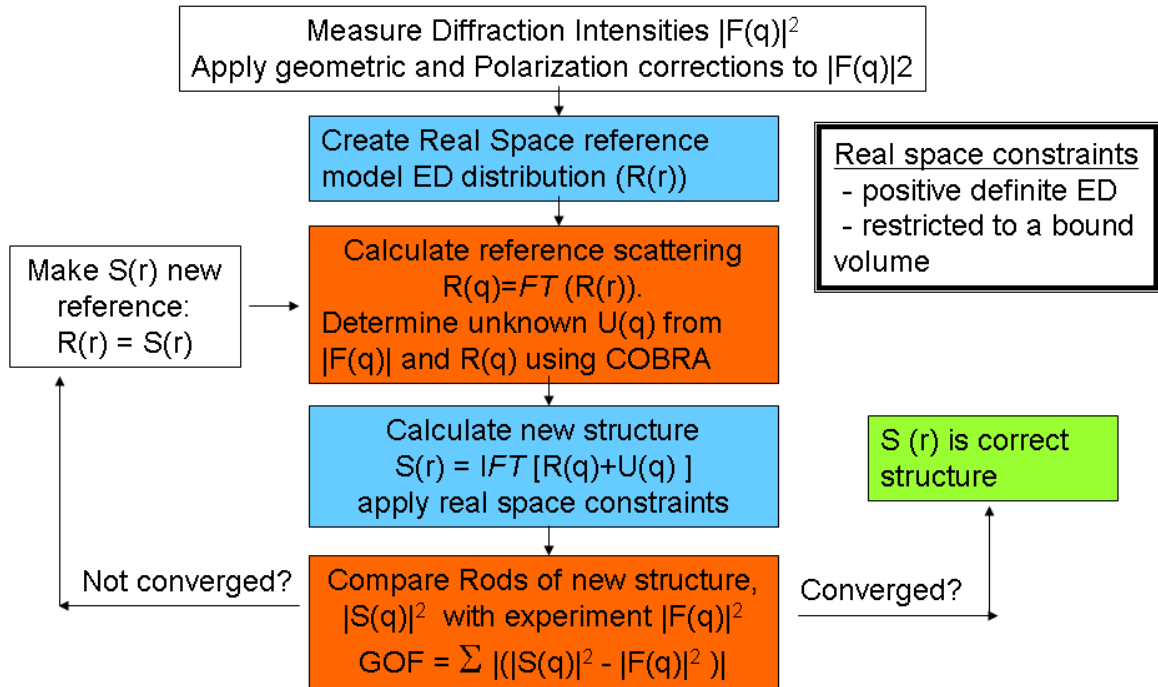 Measure Diffraction Intensities |F(q)|²
Apply geometric and Polarization corrections to |F(q)|2
Create Real Space reference
model ED distribution (R(r))
Real space constraints
- positive definite ED
- restricted to a bound
volume
Calculate reference scattering
R(q)=FT (R(r)).
Determine unknown U(q) from
|F(q)| and R(q) using COBRA
Make S(r) new
reference:
R(r) = S(r)
Calculate new structure
S(r) = IFT [R(q)+U(q) ]
apply real space constraints
S (r) is correct
structure
Not converged?
Compare Rods of new structure,
|S(q)|² with experiment |F(q)|²
GOF = Σ |(|S(q)|² - |F(q)|² )|
Converged?